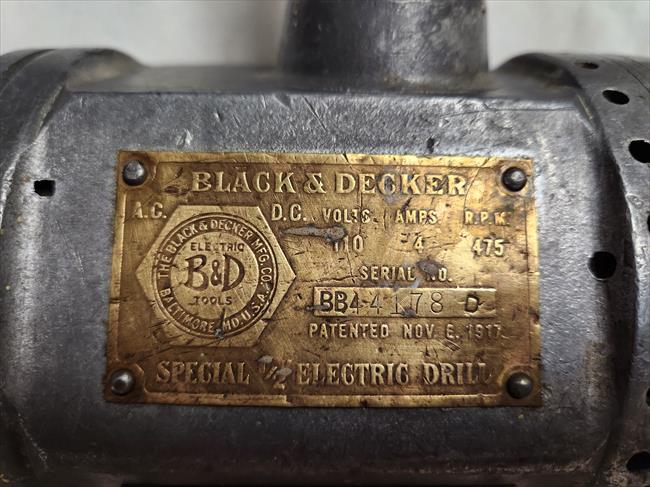 BLACK & DECKER
A.C. D.C. VOLTS AMPS R.P.M.
110 4 475
THE BLACK & DECKER MFG. CO.
ELECTRIC
B&D
TOOLS
BALTIMORE, MD. U.S.A.
SERIAL NO.
BB44178 D
PATENTED NOV. 6, 1917
SPECIAL 1/2 ELECTRIC DRILL